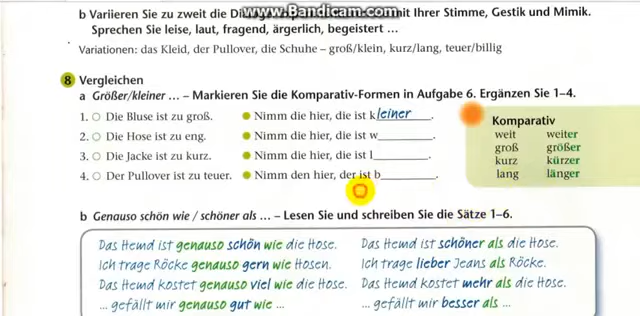 www.Bandicam.com
b Variieren Sie zu zweit die mit Ihrer Stimme, Gestik und Mimik.
Sprechen Sie leise, laut, fragend, ärgerlich, begeistert ...
Variationen: das Kleid, der Pullover, die Schuhe – groß/klein, kurz/lang, teuer/billig
8 Vergleichen
a Größer/kleiner ... – Markieren Sie die Komparativ-Formen in Aufgabe 6. Ergänzen Sie 1–4.
1. Die Bluse ist zu groß. Nimm die hier, die ist kleiner.
2. Die Hose ist zu eng. Nimm die hier, die ist w________.
3. Die Jacke ist zu kurz. Nimm die hier, die ist l________.
4. Der Pullover ist zu teuer. Nimm den hier, der ist b________.
Komparativ
weit weiter
groß größer
kurz kürzer
lang länger
b Genauso schön wie / schöner als ... – Lesen Sie und schreiben Sie die Sätze 1–6.
Das Hemd ist genauso schön wie die Hose.
Ich trage Röcke genauso gern wie Hosen.
Das Hemd kostet genauso viel wie die Hose.
... gefällt mir genauso gut wie ...
Das Hemd ist schöner als die Hose.
Ich trage lieber Jeans als Röcke.
Das Hemd kostet mehr als die Hose.
... gefällt mir besser als ...